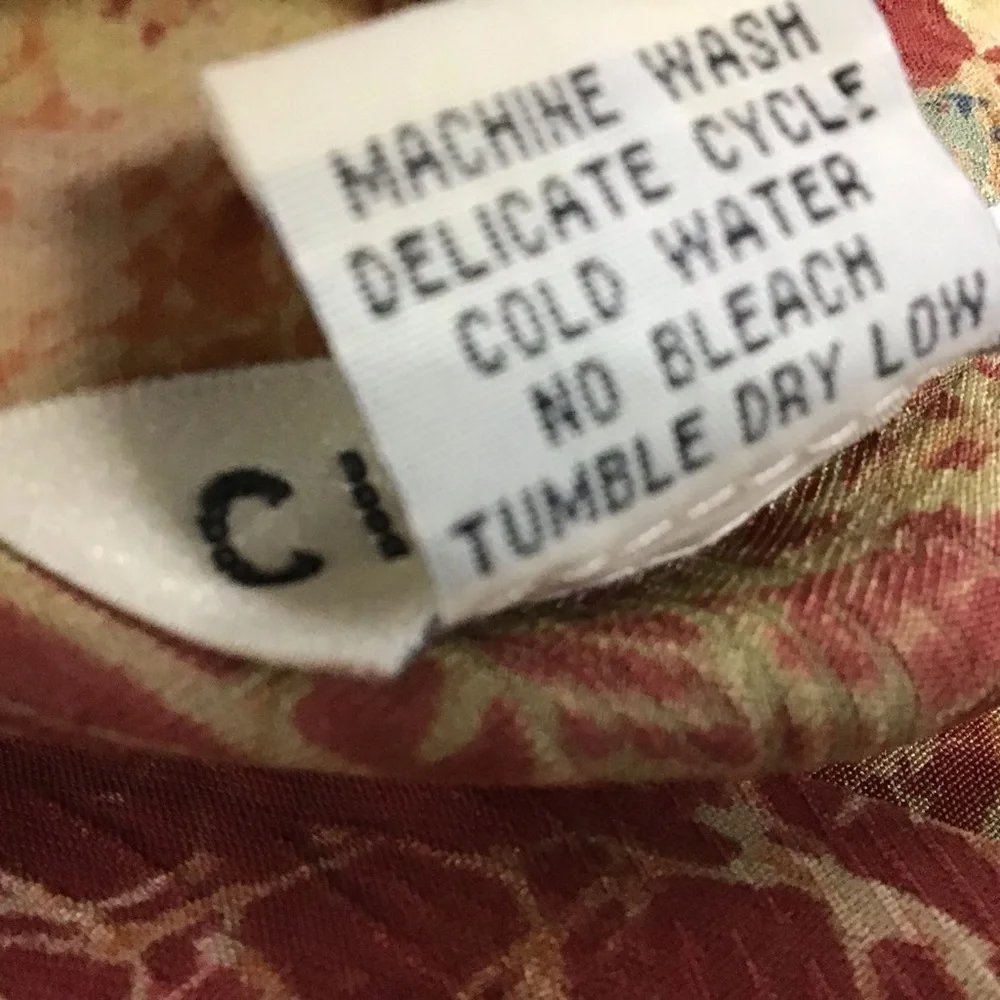 MACHINE WASH
DELICATE CYCLE
COLD WATER
NO BLEACH
TUMBLE DRY LOW